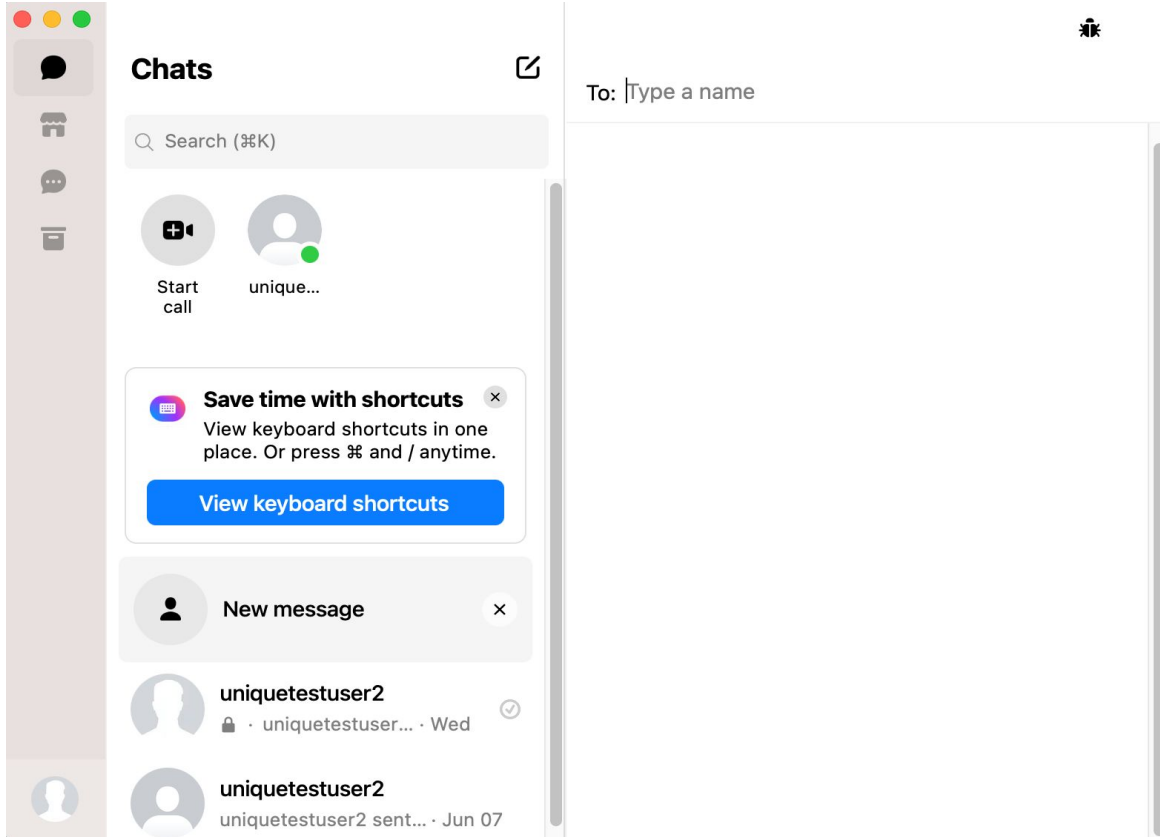 Chats
Search (⌘K)
Start
call
unique...
Save time with shortcuts
View keyboard shortcuts in one
place. Or press ⌘ and / anytime.
View keyboard shortcuts
New message
uniquetestuser2
· uniquetestuser... · Wed
uniquetestuser2
uniquetestuser2 sent... · Jun 07
To: Type a name